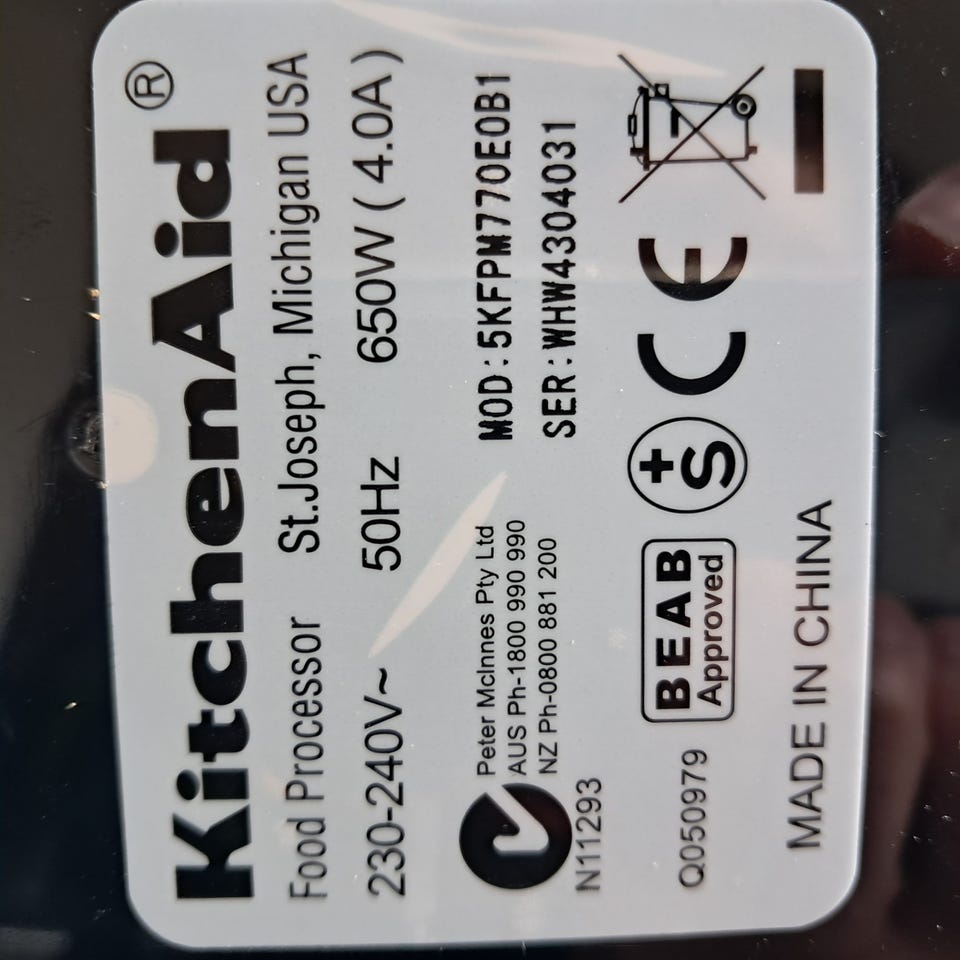 KitchenAid®
Food Processor St.Joseph, Michigan USA
230-240V~ 50Hz 650W ( 4.0A )
Peter McInnes Pty Ltd
AUS Ph-1800 990 990
NZ Ph-0800 881 200
N11293
MOD:5KFPM770E0B1
SER:WHW4304031
Q050979
BEAB
Approved
+S
CE
MADE IN CHINA